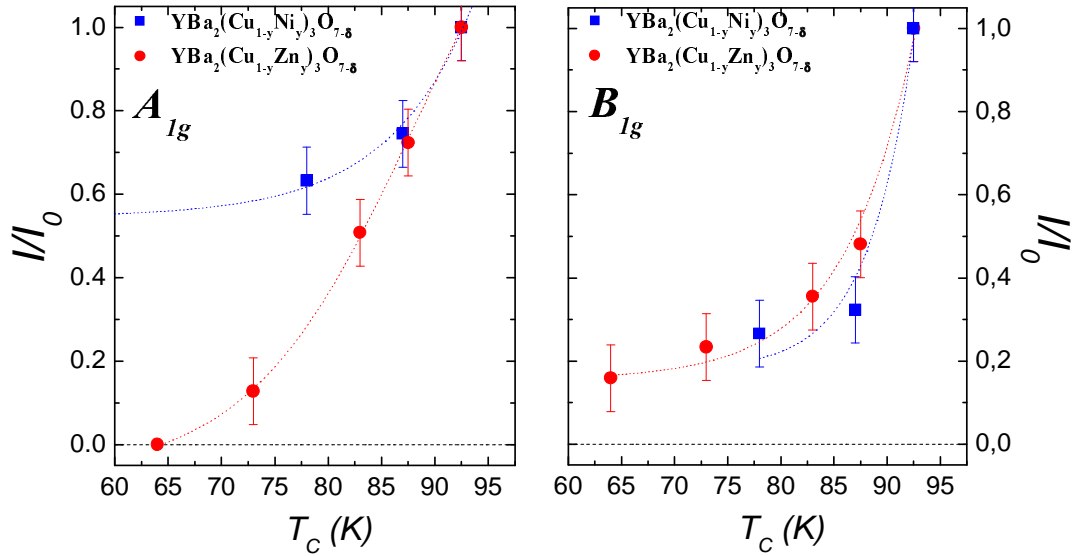 YBa₂(Cu₁₋yNiy)₃O₇₋δ
YBa₂(Cu₁₋yZny)₃O₇₋δ
A1g
I/I0
1.0
0.8
0.6
0.4
0.2
0.0
60 65 70 75 80 85 90 95
TC (K)
YBa₂(Cu₁₋yNiy)₃O₇₋δ
YBa₂(Cu₁₋yZny)₃O₇₋δ
B1g
I/I0
1,0
0,8
0,6
0,4
0,2
0,0
60 65 70 75 80 85 90 95
TC (K)